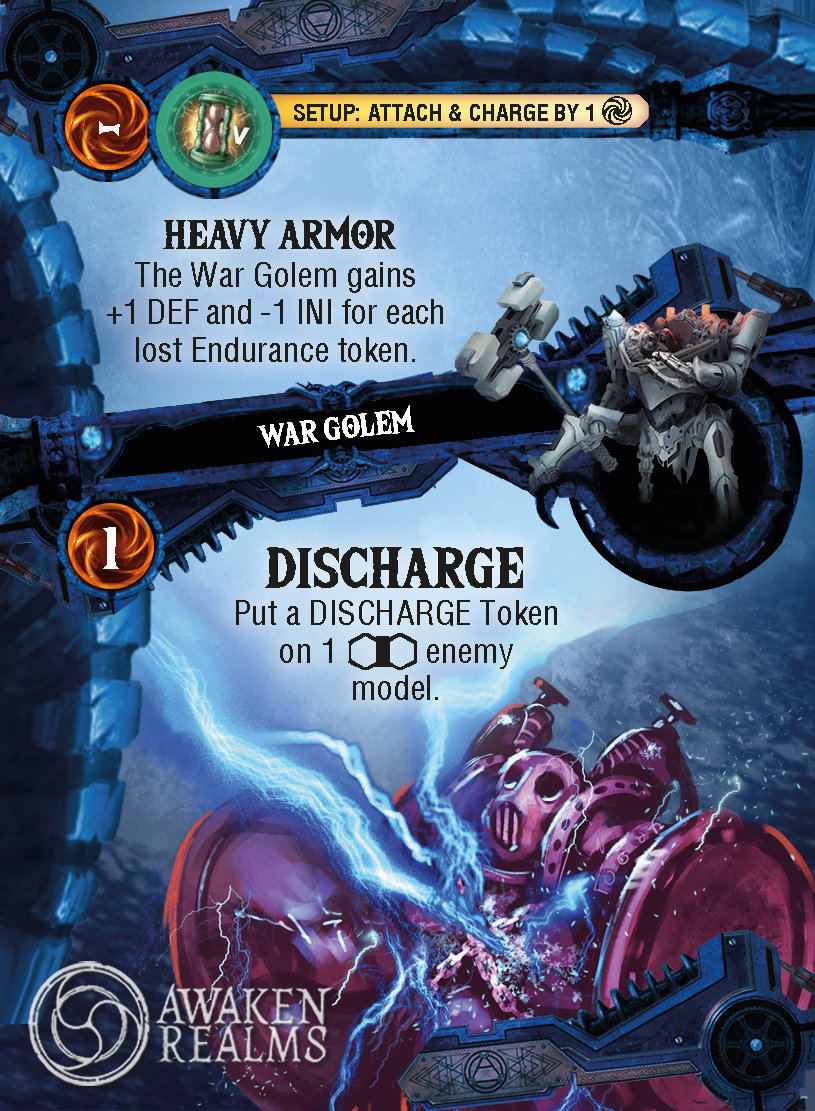 SETUP: ATTACH & CHARGE BY 1
I
V
HEAVY ARMOR
The War Golem gains
+1 DEF and -1 INI for each
lost Endurance token.
WAR GOLEM
1
DISCHARGE
Put a DISCHARGE Token
on 1 enemy
model.
AWAKEN
REALMS